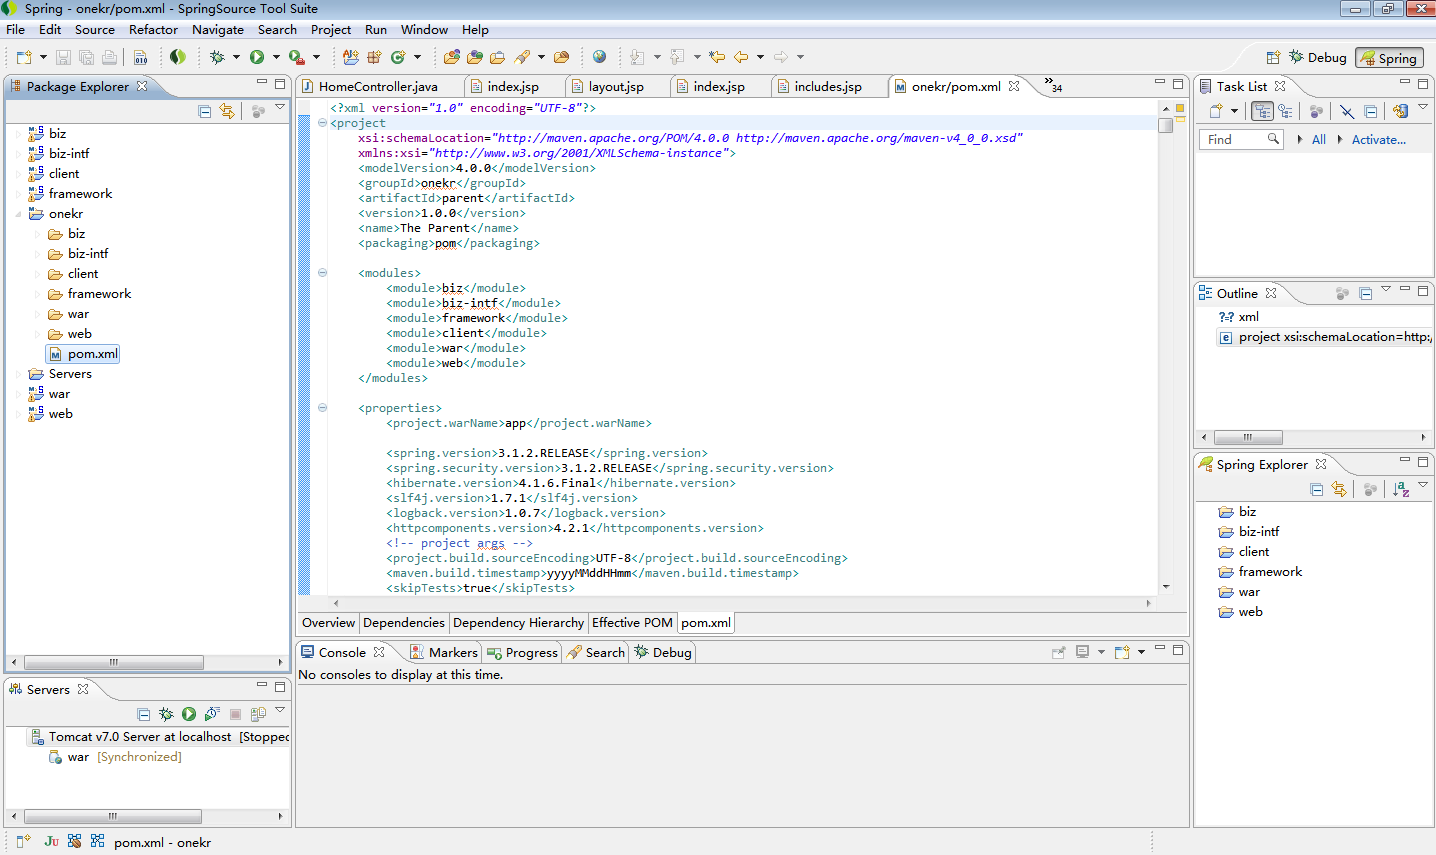 Spring - onekr/pom.xml - SpringSource Tool Suite
File Edit Source Refactor Navigate Search Project Run Window Help
Debug Spring
Package Explorer
biz
biz-intf
client
framework
onekr
biz
biz-intf
client
framework
war
web
pom.xml
Servers
war
web
Servers
Tomcat v7.0 Server at localhost [Stopped
war [Synchronized]
HomeController.java index.jsp layout.jsp index.jsp includes.jsp onekr/pom.xml » 34
<?xml version="1.0" encoding="UTF-8"?>
<project
xsi:schemaLocation="http://maven.apache.org/POM/4.0.0 http://maven.apache.org/maven-v4_0_0.xsd"
xmlns:xsi="http://www.w3.org/2001/XMLSchema-instance">
<modelVersion>4.0.0</modelVersion>
<groupId>onekr</groupId>
<artifactId>parent</artifactId>
<version>1.0.0</version>
<name>The Parent</name>
<packaging>pom</packaging>
<modules>
<module>biz</module>
<module>biz-intf</module>
<module>framework</module>
<module>client</module>
<module>war</module>
<module>web</module>
</modules>
<properties>
<project.warName>app</project.warName>
<spring.version>3.1.2.RELEASE</spring.version>
<spring.security.version>3.1.2.RELEASE</spring.security.version>
<hibernate.version>4.1.6.Final</hibernate.version>
<slf4j.version>1.7.1</slf4j.version>
<logback.version>1.0.7</logback.version>
<httpcomponents.version>4.2.1</httpcomponents.version>
<!-- project args -->
<project.build.sourceEncoding>UTF-8</project.build.sourceEncoding>
<maven.build.timestamp>yyyyMMddHHmm</maven.build.timestamp>
<skipTests>true</skipTests>
Overview Dependencies Dependency Hierarchy Effective POM pom.xml
Console Markers Progress Search Debug
No consoles to display at this time.
Task List
Find All Activate...
Outline
?=? xml
e project xsi:schemaLocation=http:/
Spring Explorer
biz
biz-intf
client
framework
war
web
Ju pom.xml - onekr